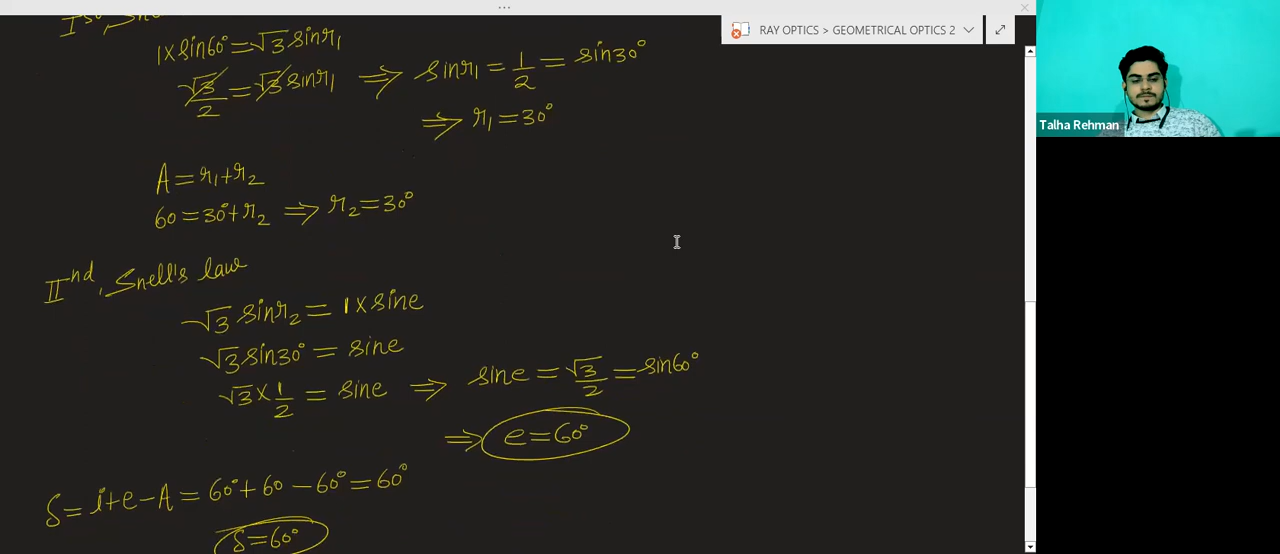 RAY OPTICS > GEOMETRICAL OPTICS 2
Talha Rehman
Ist, Snell's
1×sin60°=√3 sinr₁
√3/2=√3 sinr₁ ⇒ sinr₁=1/2=sin30°
⇒ r₁=30°
A=r₁+r₂
60=30°+r₂ ⇒ r₂=30°
IInd, Snell's law
√3 sinr₂=1×sine
√3 sin30°=sine
√3×1/2=sine ⇒ sine=√3/2=sin60°
⇒ e=60°
δ=i+e−A=60°+60−60°=60°
δ=60°